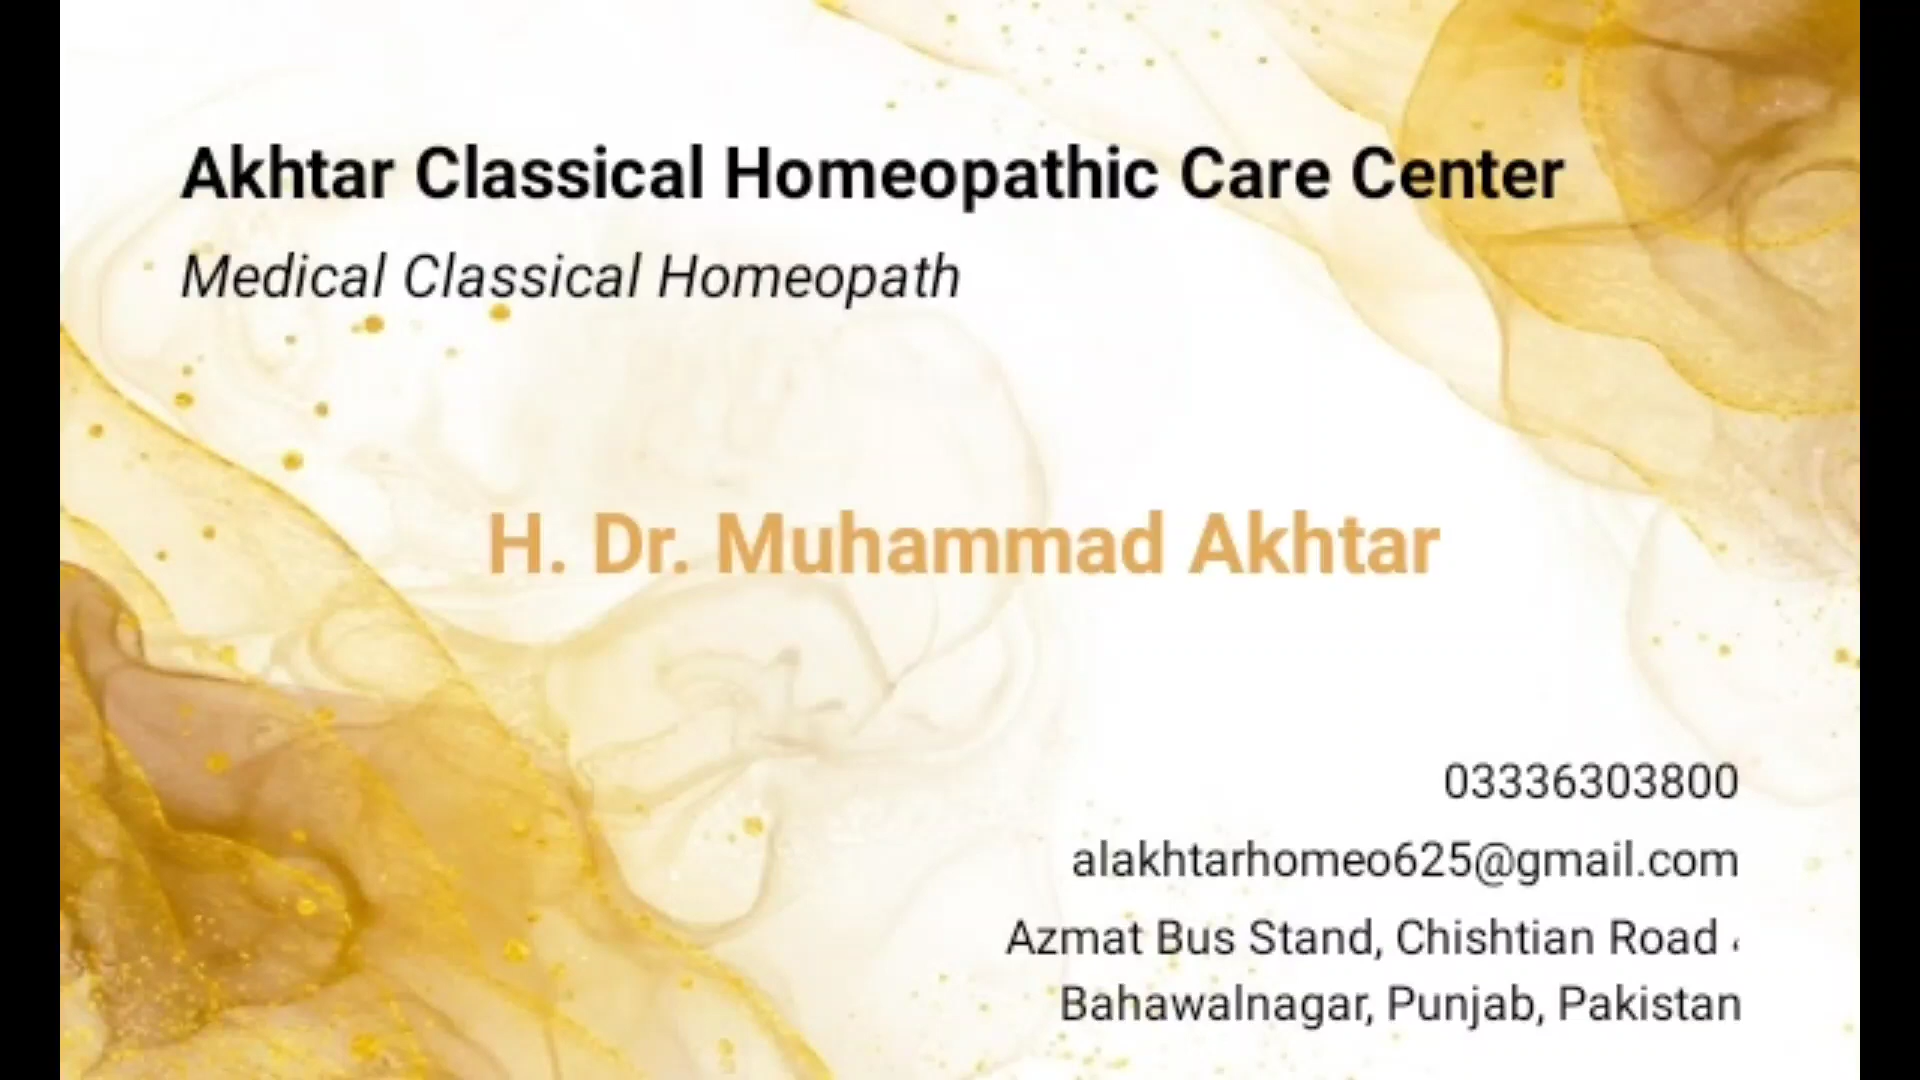 Akhtar Classical Homeopathic Care Center
Medical Classical Homeopath
H. Dr. Muhammad Akhtar
03336303800
alakhtarhomeo625@gmail.com
Azmat Bus Stand, Chishtian Road ،
Bahawalnagar, Punjab, Pakistan